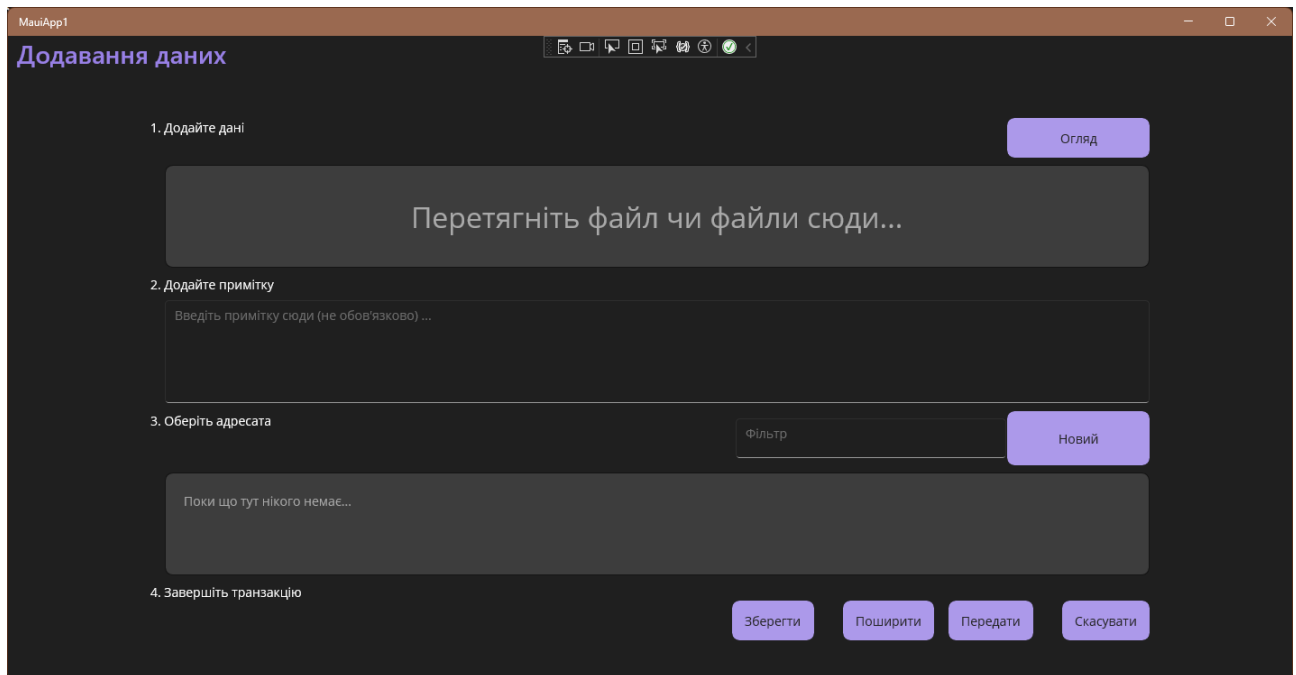 MauiApp1
Додавання даних
1. Додайте дані
Огляд
Перетягніть файл чи файли сюди...
2. Додайте примітку
Введіть примітку сюди (не обов'язково) ...
3. Оберіть адресата
Фільтр
Новий
Поки що тут нікого немає...
4. Завершіть транзакцію
Зберегти Поширити Передати Скасувати